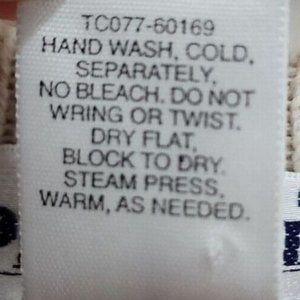 TC077-60169
HAND WASH, COLD,
SEPARATELY,
NO BLEACH. DO NOT
WRING OR TWIST.
DRY FLAT,
BLOCK TO DRY.
STEAM PRESS,
WARM, AS NEEDED.